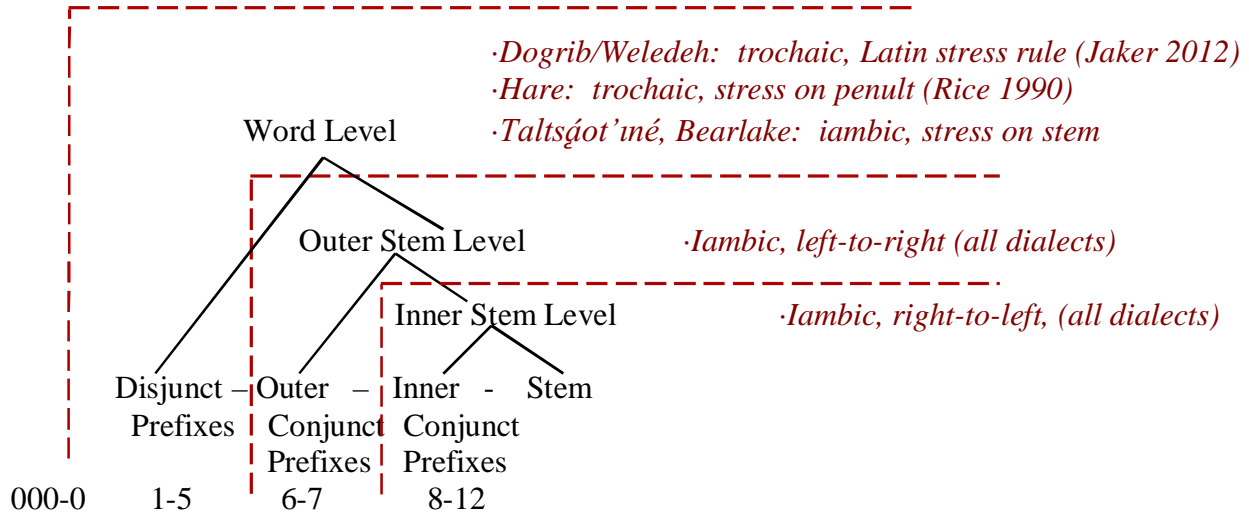 ·Dogrib/Weledeh: trochaic, Latin stress rule (Jaker 2012)
·Hare: trochaic, stress on penult (Rice 1990)
Word Level ·Taltsą́ot’ıné, Bearlake: iambic, stress on stem
Outer Stem Level ·Iambic, left-to-right (all dialects)
Inner Stem Level ·Iambic, right-to-left, (all dialects)
Disjunct – Outer – Inner - Stem
Prefixes Conjunct Conjunct
Prefixes Prefixes
000-0 1-5 6-7 8-12